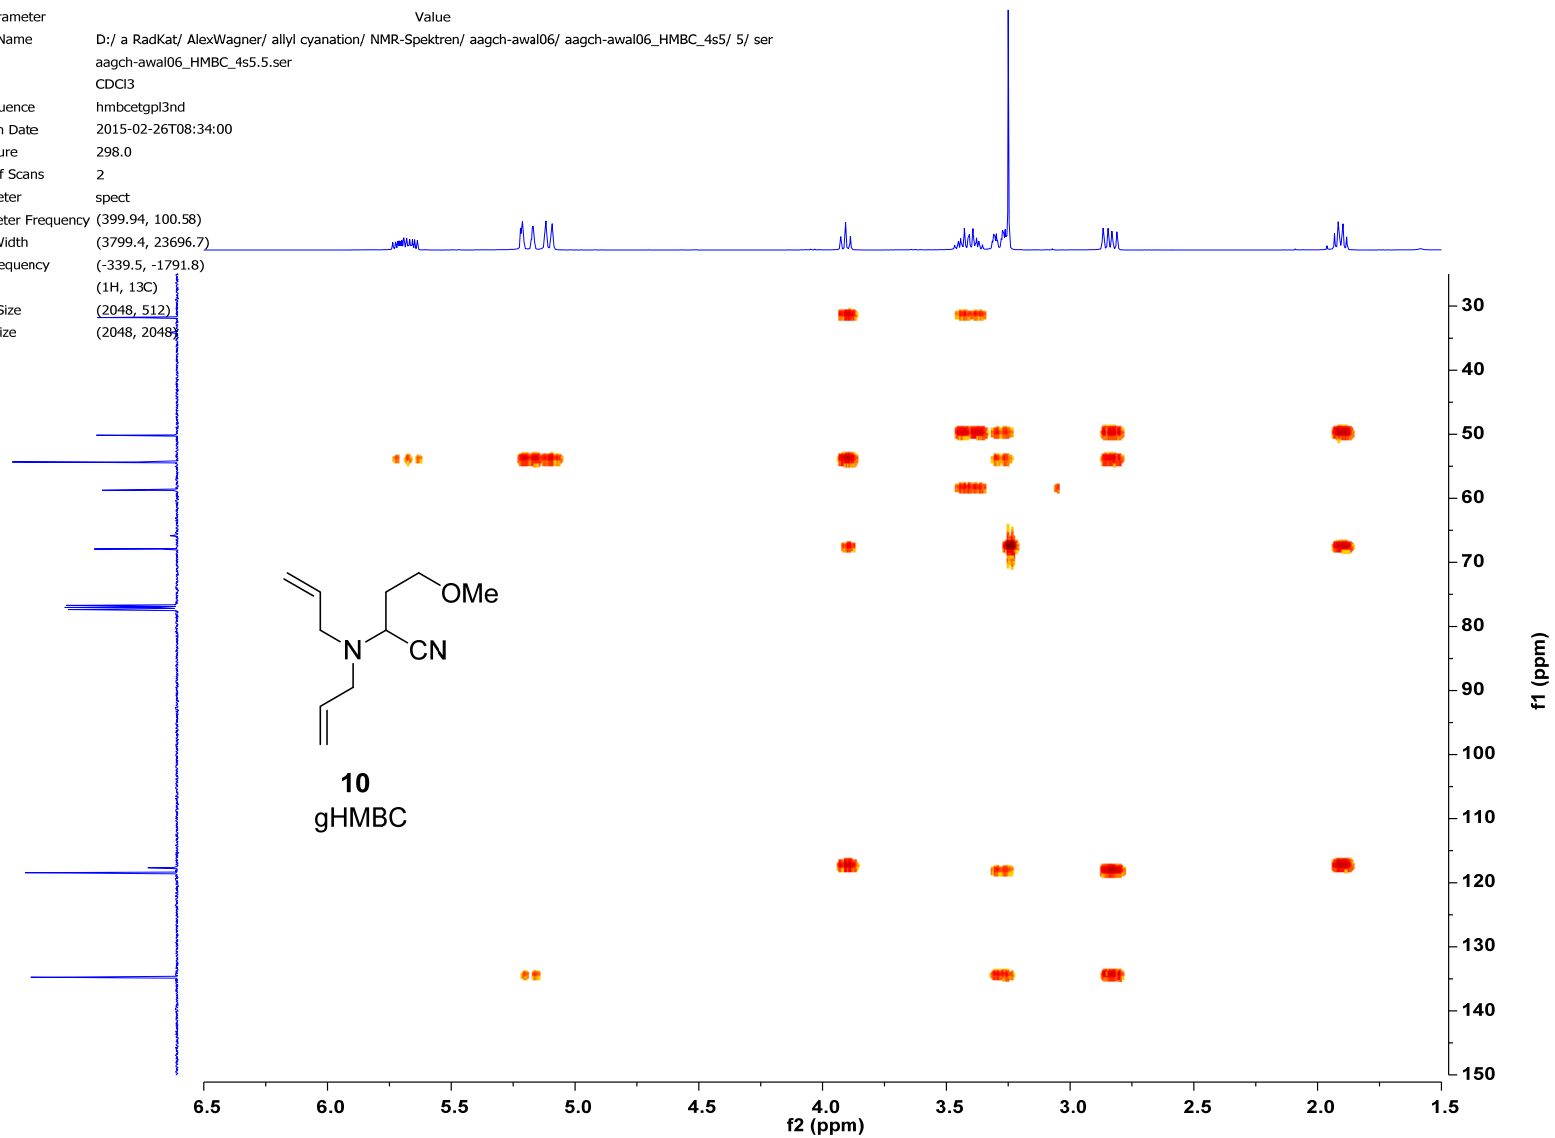 rameter Value
Name D:/ a RadKat/ AlexWagner/ allyl cyanation/ NMR-Spektren/ aagch-awal06/ aagch-awal06_HMBC_4s5/ 5/ ser
aagch-awal06_HMBC_4s5.5.ser
CDCl3
uence hmbcetgpl3nd
n Date 2015-02-26T08:34:00
ure 298.0
f Scans 2
eter spect
eter Frequency (399.94, 100.58)
Width (3799.4, 23696.7)
equency (-339.5, -1791.8)
(1H, 13C)
Size (2048, 512)
ize (2048, 2048)
30
40
50
60
70
80
90
100
110
120
130
140
150
f1 (ppm)
OMe
N
CN
10
gHMBC
6.5 6.0 5.5 5.0 4.5 4.0 3.5 3.0 2.5 2.0 1.5
f2 (ppm)